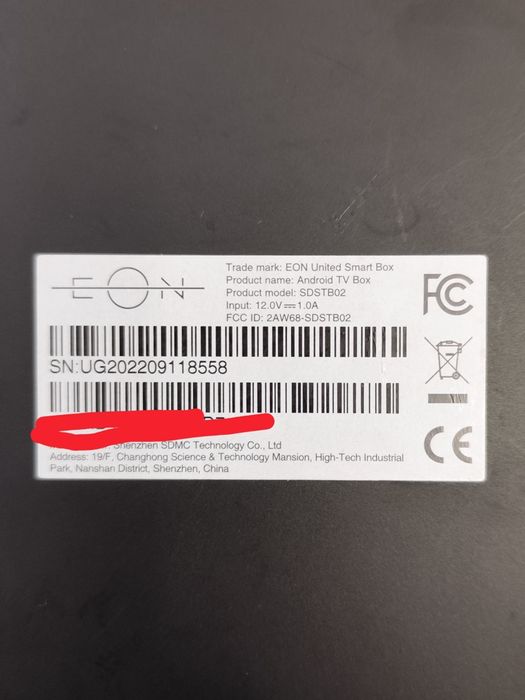 EON
Trade mark: EON United Smart Box
Product name: Android TV Box
Product model: SDSTB02
Input: 12.0V⎓1.0A
FCC ID: 2AW68-SDSTB02
FC
SN:UG202209118558
Shenzhen SDMC Technology Co., Ltd
Address: 19/F, Changhong Science & Technology Mansion, High-Tech Industrial
Park, Nanshan District, Shenzhen, China
CE